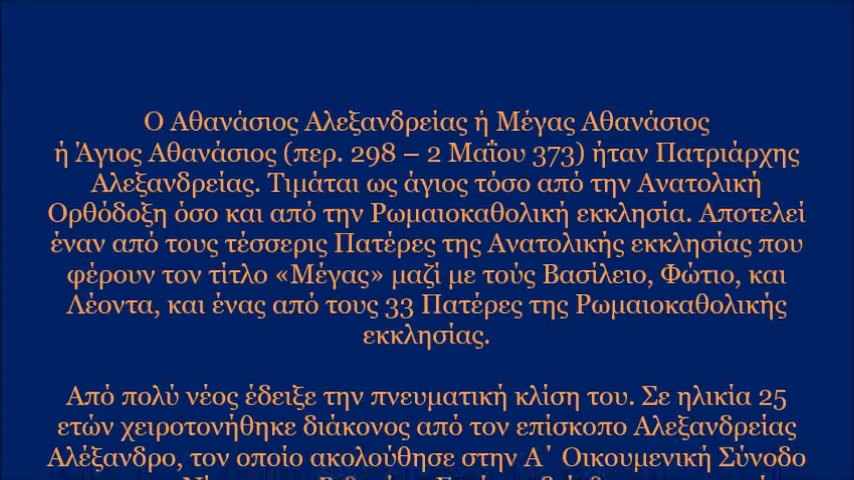 Ο Αθανάσιος Αλεξανδρείας ή Μέγας Αθανάσιος
ή Άγιος Αθανάσιος (περ. 298 – 2 Μαΐου 373) ήταν Πατριάρχης
Αλεξανδρείας. Τιμάται ως άγιος τόσο από την Ανατολική
Ορθόδοξη όσο και από την Ρωμαιοκαθολική εκκλησία. Αποτελεί
έναν από τους τέσσερις Πατέρες της Ανατολικής εκκλησίας που
φέρουν τον τίτλο «Μέγας» μαζί με τούς Βασίλειο, Φώτιο, και
Λέοντα, και ένας από τους 33 Πατέρες της Ρωμαιοκαθολικής
εκκλησίας.
Από πολύ νέος έδειξε την πνευματική κλίση του. Σε ηλικία 25
ετών χειροτονήθηκε διάκονος από τον επίσκοπο Αλεξανδρείας
Αλέξανδρο, τον οποίο ακολούθησε στην Α΄ Οικουμενική Σύνοδο